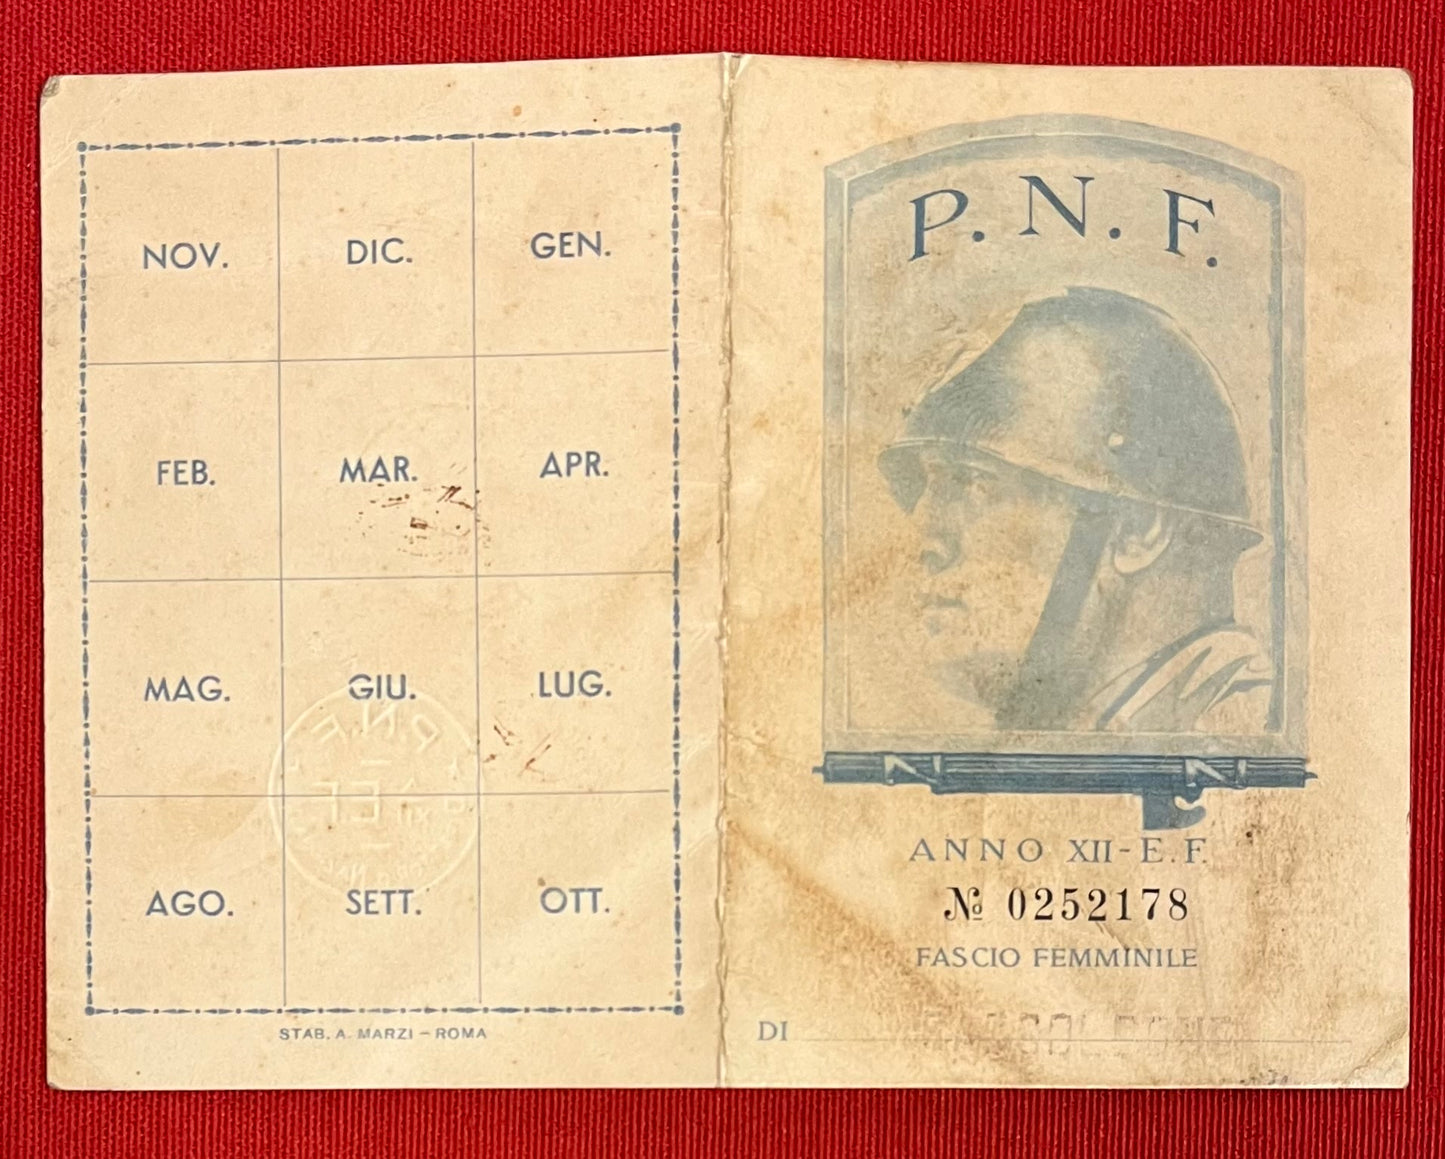 NOV. DIC. GEN.
FEB. MAR. APR.
MAG. GIU. LUG.
AGO. SETT. OTT.
STAB. A. MARZI – ROMA
P. N. F.
ANNO XII - E. F.
№ 0252178
FASCIO FEMMINILE
DI
P.N.F.
E F